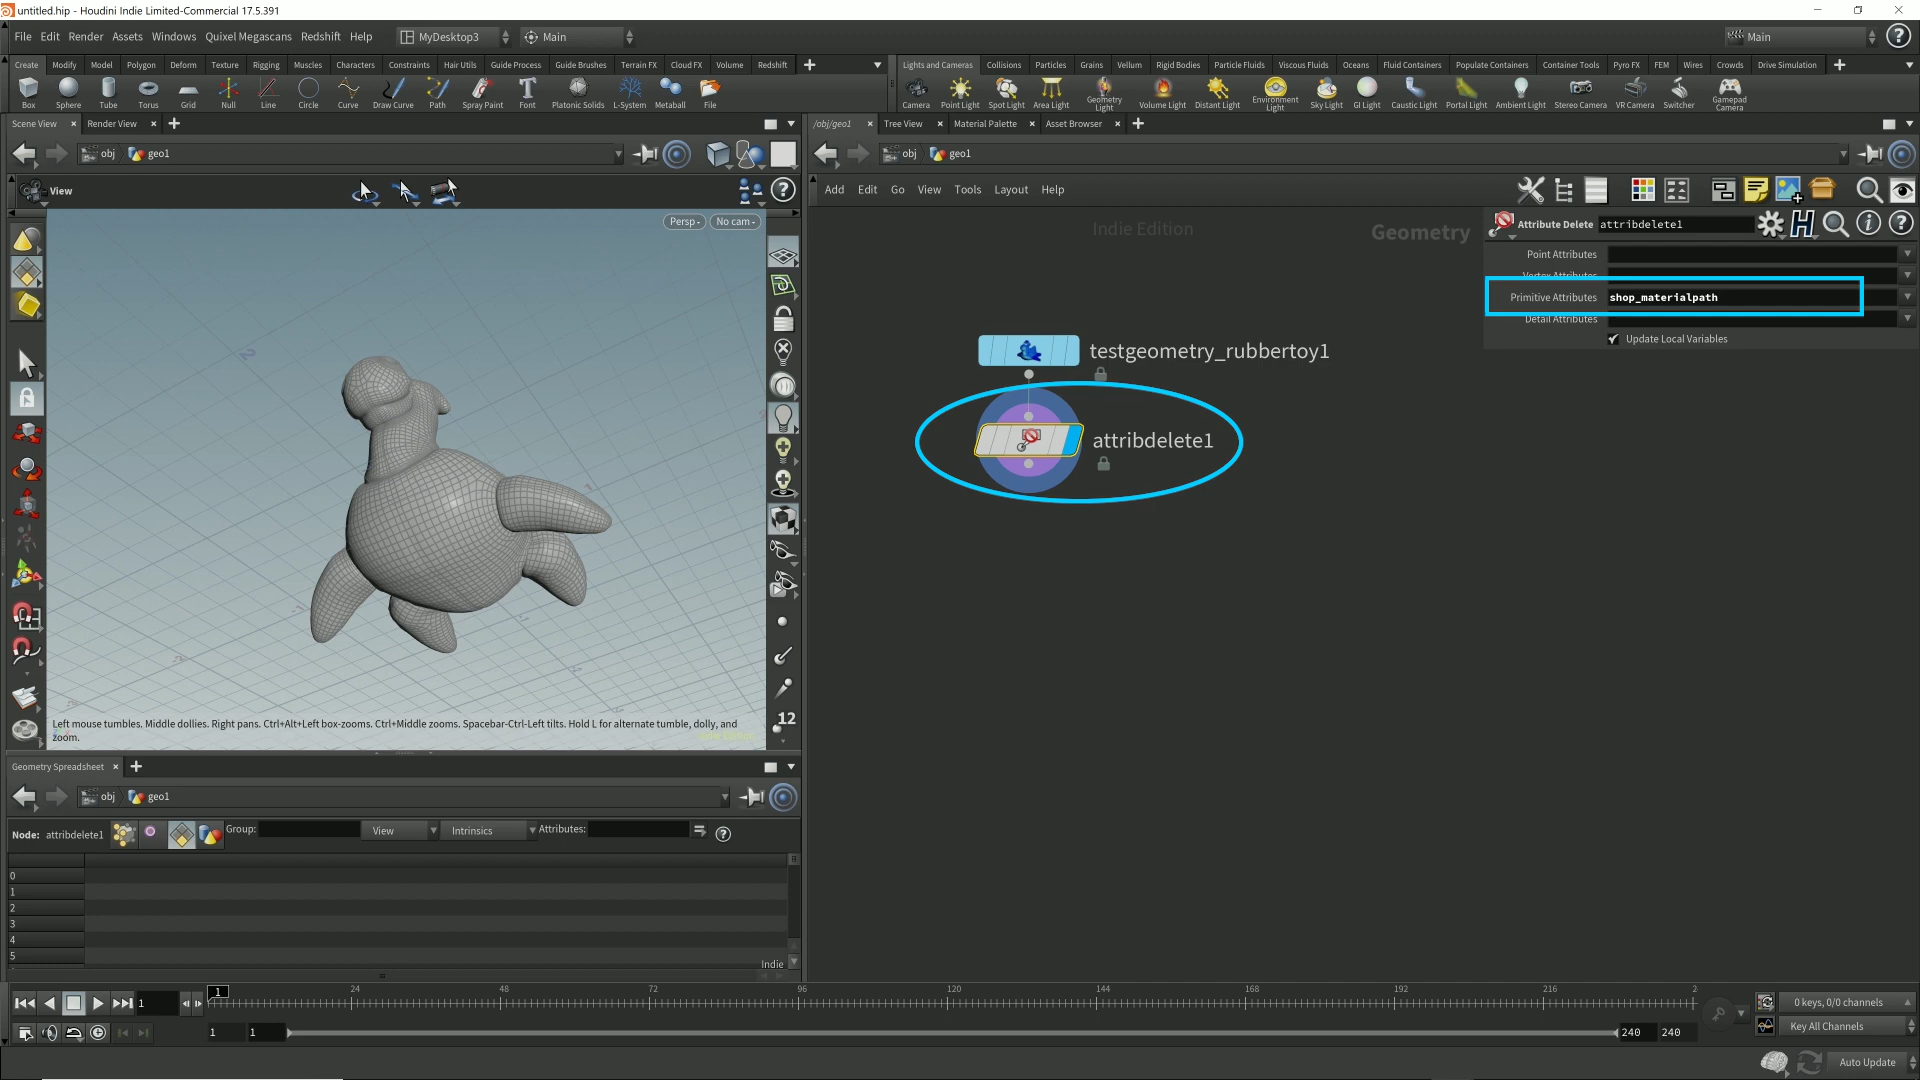 untitled.hip - Houdini Indie Limited-Commercial 17.5.391
File Edit Render Assets Windows Quixel Megascans Redshift Help MyDesktop3 Main Main
Create Modify Model Polygon Deform Texture Rigging Muscles Characters Constraints Hair Utils Guide Process Guide Brushes Terrain FX Cloud FX Volume Redshift
Lights and Cameras Collisions Particles Grains Vellum Rigid Bodies Particle Fluids Viscous Fluids Oceans Fluid Containers Populate Containers Container Tools Pyro FX FEM Wires Crowds Drive Simulation
Box Sphere Tube Torus Grid Null Line Circle Curve Draw Curve Path Spray Paint Font Platonic Solids L-System Metaball File
Camera Point Light Spot Light Area Light Geometry Light Volume Light Distant Light Environment Light Sky Light GI Light Caustic Light Portal Light Ambient Light Stereo Camera VR Camera Switcher Gamepad Camera
Scene View Render View
/obj/geo1 Tree View Material Palette Asset Browser
obj geo1
obj geo1
View
Add Edit Go View Tools Layout Help
Persp No cam
Indie Edition
Geometry
Attribute Delete attribdelete1
Point Attributes
Vertex Attributes
Primitive Attributes shop_materialpath
Detail Attributes
Update Local Variables
testgeometry_rubbertoy1
attribdelete1
12
Left mouse tumbles. Middle dollies. Right pans. Ctrl+Alt+Left box-zooms. Ctrl+Middle zooms. Spacebar-Ctrl-Left tilts. Hold L for alternate tumble, dolly, and
zoom.
Geometry Spreadsheet
obj geo1
Node: attribdelete1 Group: View Intrinsics Attributes:
0
1
2
3
4
5
Indie
1 1 24 48 72 96 120 144 168 192 216 2
0 keys, 0/0 channels
1 1 240 240
Key All Channels
Auto Update